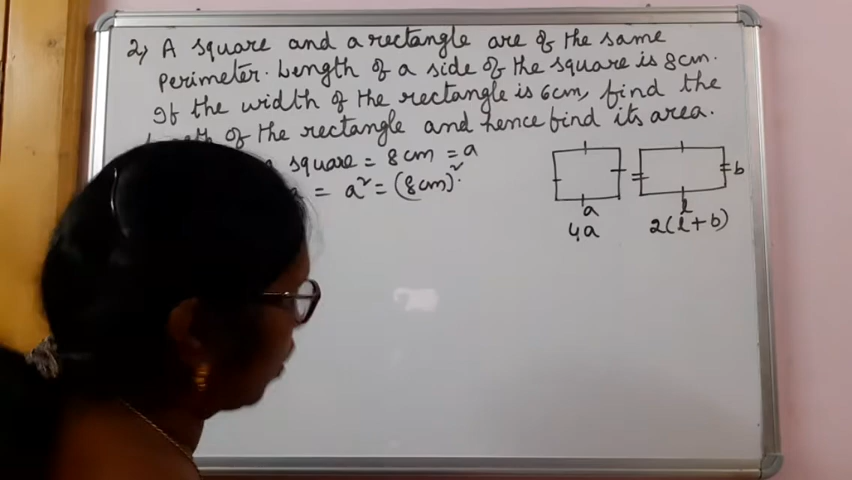 2, A square and a rectangle are of the same
perimeter. Length of a side of the square is 8cm.
If the width of the rectangle is 6cm, find the
of the rectangle and hence find its area.
square = 8cm = a
= a² = (8cm)².
b
a
l
4a
2(l+b)